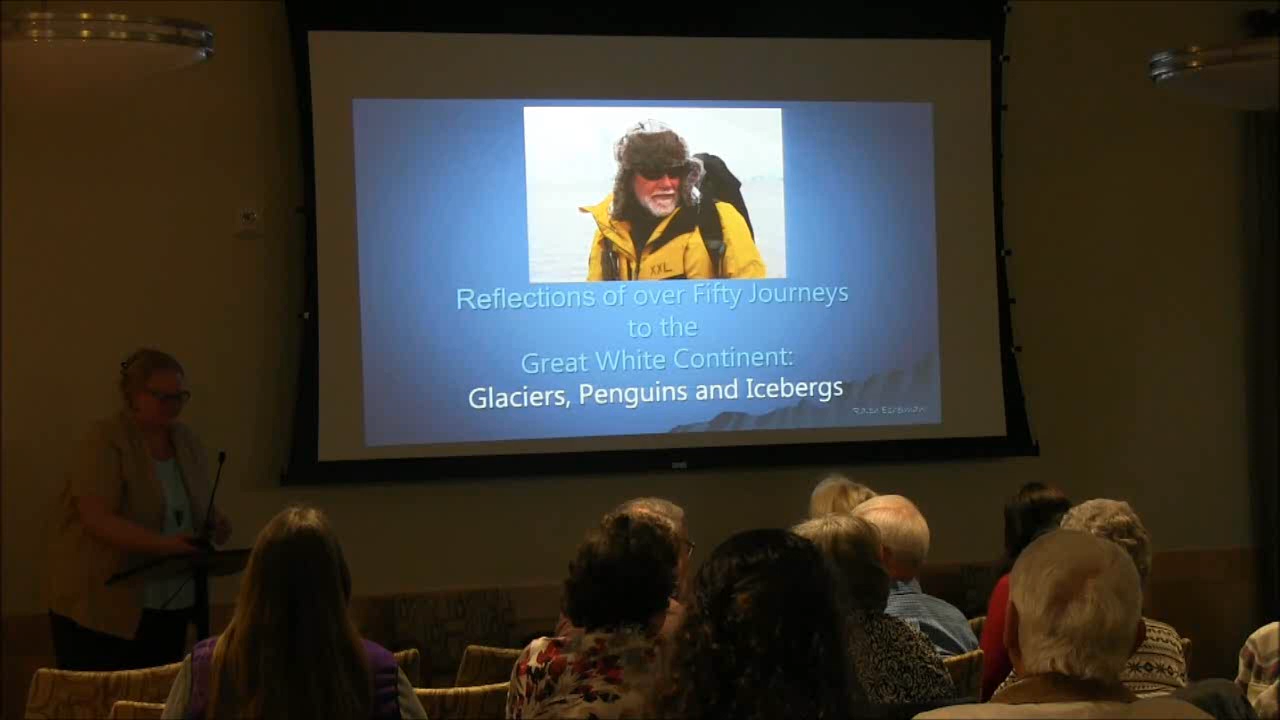 XXL
Reflections of over Fifty Journeys
to the
Great White Continent:
Glaciers, Penguins and Icebergs